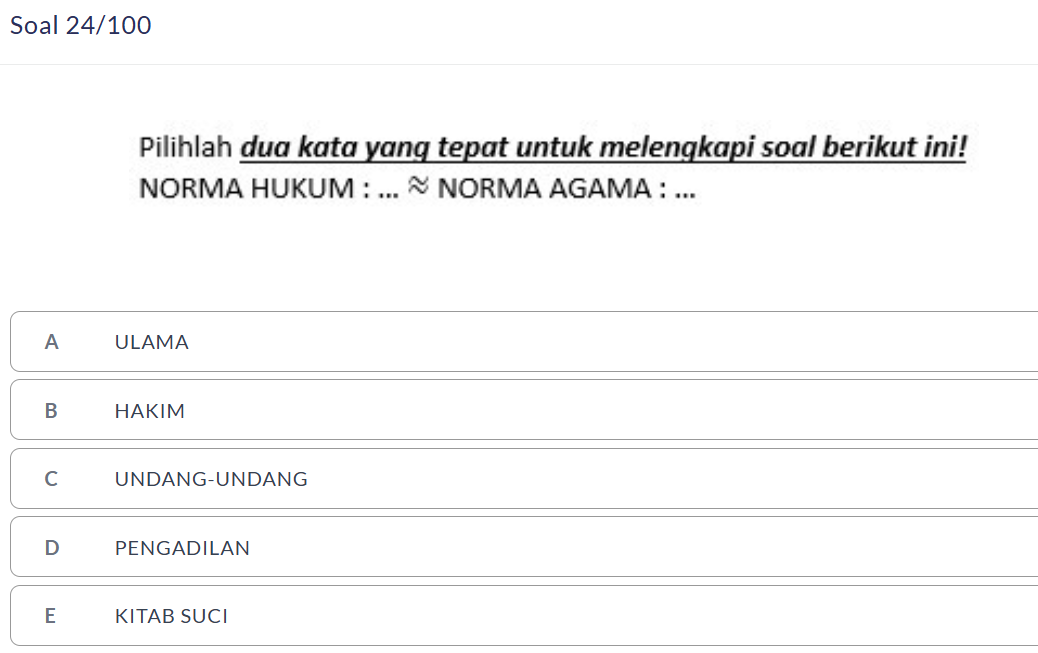 Soal 24/100
Pilihlah dua kata yang tepat untuk melengkapi soal berikut ini!
NORMA HUKUM : ... ≈ NORMA AGAMA : ...
A ULAMA
B HAKIM
C UNDANG-UNDANG
D PENGADILAN
E KITAB SUCI